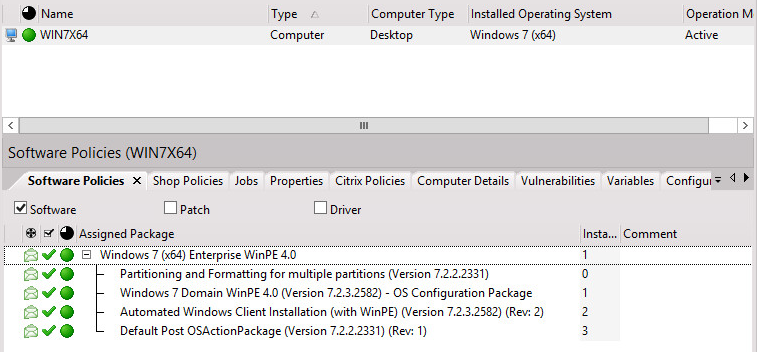 Name Type Computer Type Installed Operating System Operation M
WIN7X64 Computer Desktop Windows 7 (x64) Active
Software Policies (WIN7X64)
Software Policies Shop Policies Jobs Properties Citrix Policies Computer Details Vulnerabilities Variables Configur
Software Patch Driver
Assigned Package Insta... Comment
Windows 7 (x64) Enterprise WinPE 4.0 1
Partitioning and Formatting for multiple partitions (Version 7.2.2.2331) 0
Windows 7 Domain WinPE 4.0 (Version 7.2.3.2582) - OS Configuration Package 1
Automated Windows Client Installation (with WinPE) (Version 7.2.3.2582) (Rev: 2) 2
Default Post OSActionPackage (Version 7.2.2.2331) (Rev: 1) 3